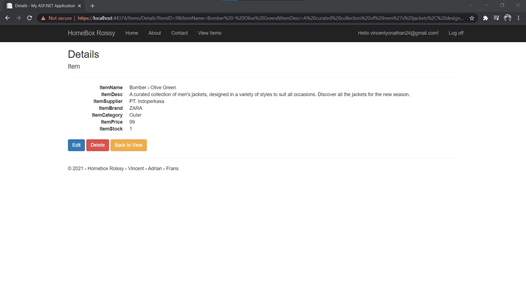 Details - My ASP.NET Application
Not secure | https://localhost:44374/Items/Details?ItemID=99&ItemName=Bomber%20-%20Olive%20Green&ItemDesc=A%20curated%20collection%20of%20men%27s%20jackets%2C%20design...
HomeBox Roissy Home About Contact View Items Hello vincentyonathan24@gmail.com! Log off
Details
Item
ItemName Bomber - Olive Green
ItemDesc A curated collection of men's jackets, designed in a variety of styles to suit all occasions. Discover all the jackets for the new season.
ItemSupplier PT. Indoperkasa
ItemBrand ZARA
ItemCategory Outer
ItemPrice 99
ItemStock 1
Edit Delete Back to View
© 2021 - Homebox Roissy - Vincent - Adrian - Frans